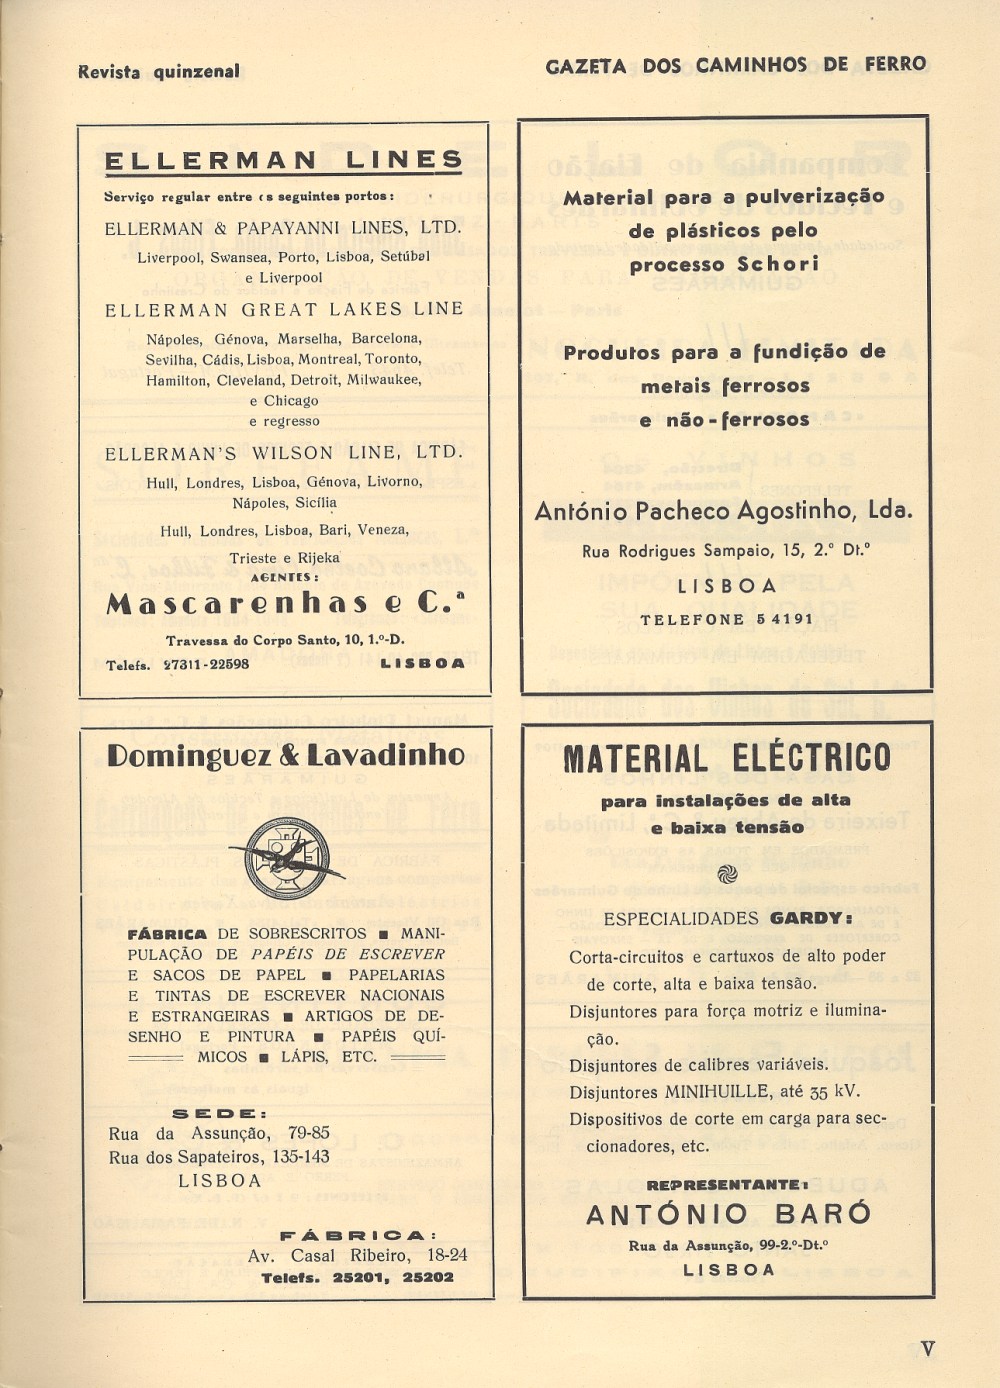 Revista quinzenal
GAZETA DOS CAMINHOS DE FERRO
ELLERMAN LINES
Serviço regular entre os seguintes portos:
ELLERMAN & PAPAYANNI LINES, LTD.
Liverpool, Swansea, Porto, Lisboa, Setúbal
e Liverpool
ELLERMAN GREAT LAKES LINE
Nápoles, Génova, Marselha, Barcelona,
Sevilha, Cádis, Lisboa, Montreal, Toronto,
Hamilton, Cleveland, Detroit, Milwaukee,
e Chicago
e regresso
ELLERMAN'S WILSON LINE, LTD.
Hull, Londres, Lisboa, Génova, Livorno,
Nápoles, Sicília
Hull, Londres, Lisboa, Bari, Veneza,
Trieste e Rijeka
AGENTES:
Mascarenhas e C.ª
Travessa do Corpo Santo, 10, 1.º-D.
Telefs. 27311-22598 LISBOA
Material para a pulverização
de plásticos pelo
processo Schori
Produtos para a fundição de
metais ferrosos
e não-ferrosos
António Pacheco Agostinho, Lda.
Rua Rodrigues Sampaio, 15, 2.º Dt.º
LISBOA
TELEFONE 54191
Dominguez & Lavadinho
FÁBRICA DE SOBRESCRITOS ■ MANI-
PULAÇÃO DE PAPÉIS DE ESCREVER
E SACOS DE PAPEL ■ PAPELARIAS
E TINTAS DE ESCREVER NACIONAIS
E ESTRANGEIRAS ■ ARTIGOS DE DE-
SENHO E PINTURA ■ PAPÉIS QUÍ-
MICOS ■ LÁPIS, ETC.
SEDE:
Rua da Assunção, 79-85
Rua dos Sapateiros, 135-143
LISBOA
FÁBRICA:
Av. Casal Ribeiro, 18-24
Telefs. 25201, 25202
MATERIAL ELÉCTRICO
para instalações de alta
e baixa tensão
ESPECIALIDADES GARDY:
Corta-circuitos e cartuxos de alto poder
de corte, alta e baixa tensão.
Disjuntores para força motriz e ilumina-
ção.
Disjuntores de calibres variáveis.
Disjuntores MINIHUILLE, até 35 kV.
Dispositivos de corte em carga para sec-
cionadores, etc.
REPRESENTANTE:
ANTÓNIO BARÓ
Rua da Assunção, 99-2.º-Dt.º
LISBOA
V